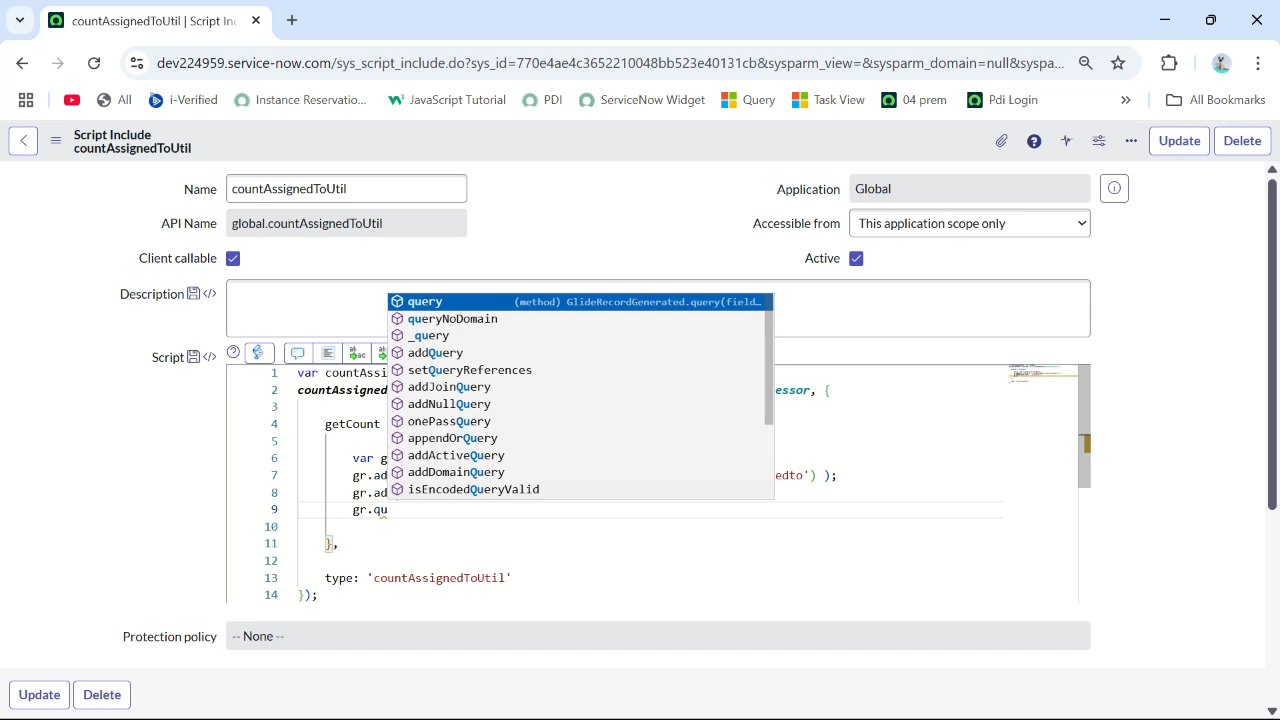 countAssignedToUtil | Script Inc
dev224959.service-now.com/sys_script_include.do?sys_id=770e4ae4c3652210048bb523e40131cb&sysparm_view=&sysparm_domain=null&syspa...
All
i-Verified
Instance Reservatio...
JavaScript Tutorial
PDI
ServiceNow Widget
Query
Task View
04 prem
Pdi Login
»
All Bookmarks
Script Include
countAssignedToUtil
Update
Delete
Name
countAssignedToUtil
Application
Global
API Name
global.countAssignedToUtil
Accessible from
This application scope only
Client callable
Active
Description
query (method) GlideRecordGenerated.query(field...
queryNoDomain
_query
addQuery
setQueryReferences
addJoinQuery
addNullQuery
onePassQuery
appendOrQuery
addActiveQuery
addDomainQuery
isEncodedQueryValid
Script
1 var countAssi
2 countAssigned essor, {
3
4 getCount
5
6 var g
7 gr.ad edto') );
8 gr.ad
9 gr.qu
10
11 },
12
13 type: 'countAssignedToUtil'
14 });
Protection policy
-- None --
Update
Delete